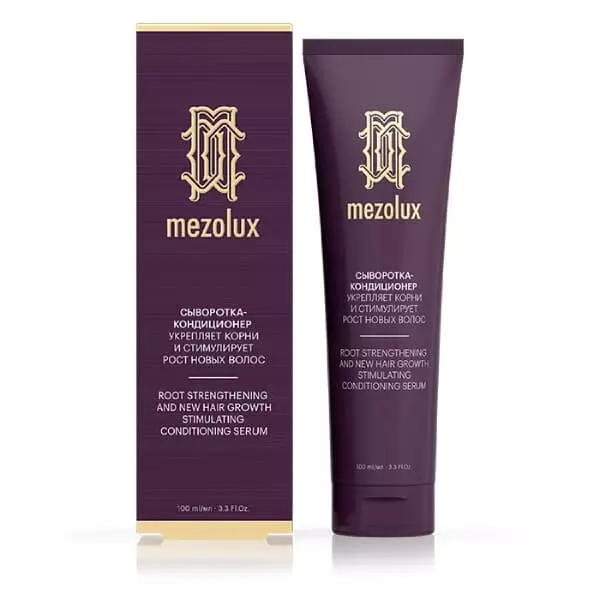 mezolux
СЫВОРОТКА-
КОНДИЦИОНЕР
УКРЕПЛЯЕТ КОРНИ
И СТИМУЛИРУЕТ
РОСТ НОВЫХ ВОЛОС
ROOT STRENGTHENING
AND NEW HAIR GROWTH
STIMULATING
CONDITIONING SERUM
100 ml/мл · 3.3 Fl.Oz.
mezolux
СЫВОРОТКА-
КОНДИЦИОНЕР
УКРЕПЛЯЕТ КОРНИ
И СТИМУЛИРУЕТ
РОСТ НОВЫХ ВОЛОС
ROOT STRENGTHENING
AND NEW HAIR GROWTH
STIMULATING
CONDITIONING SERUM
100 ml/мл · 3.3 Fl.Oz.